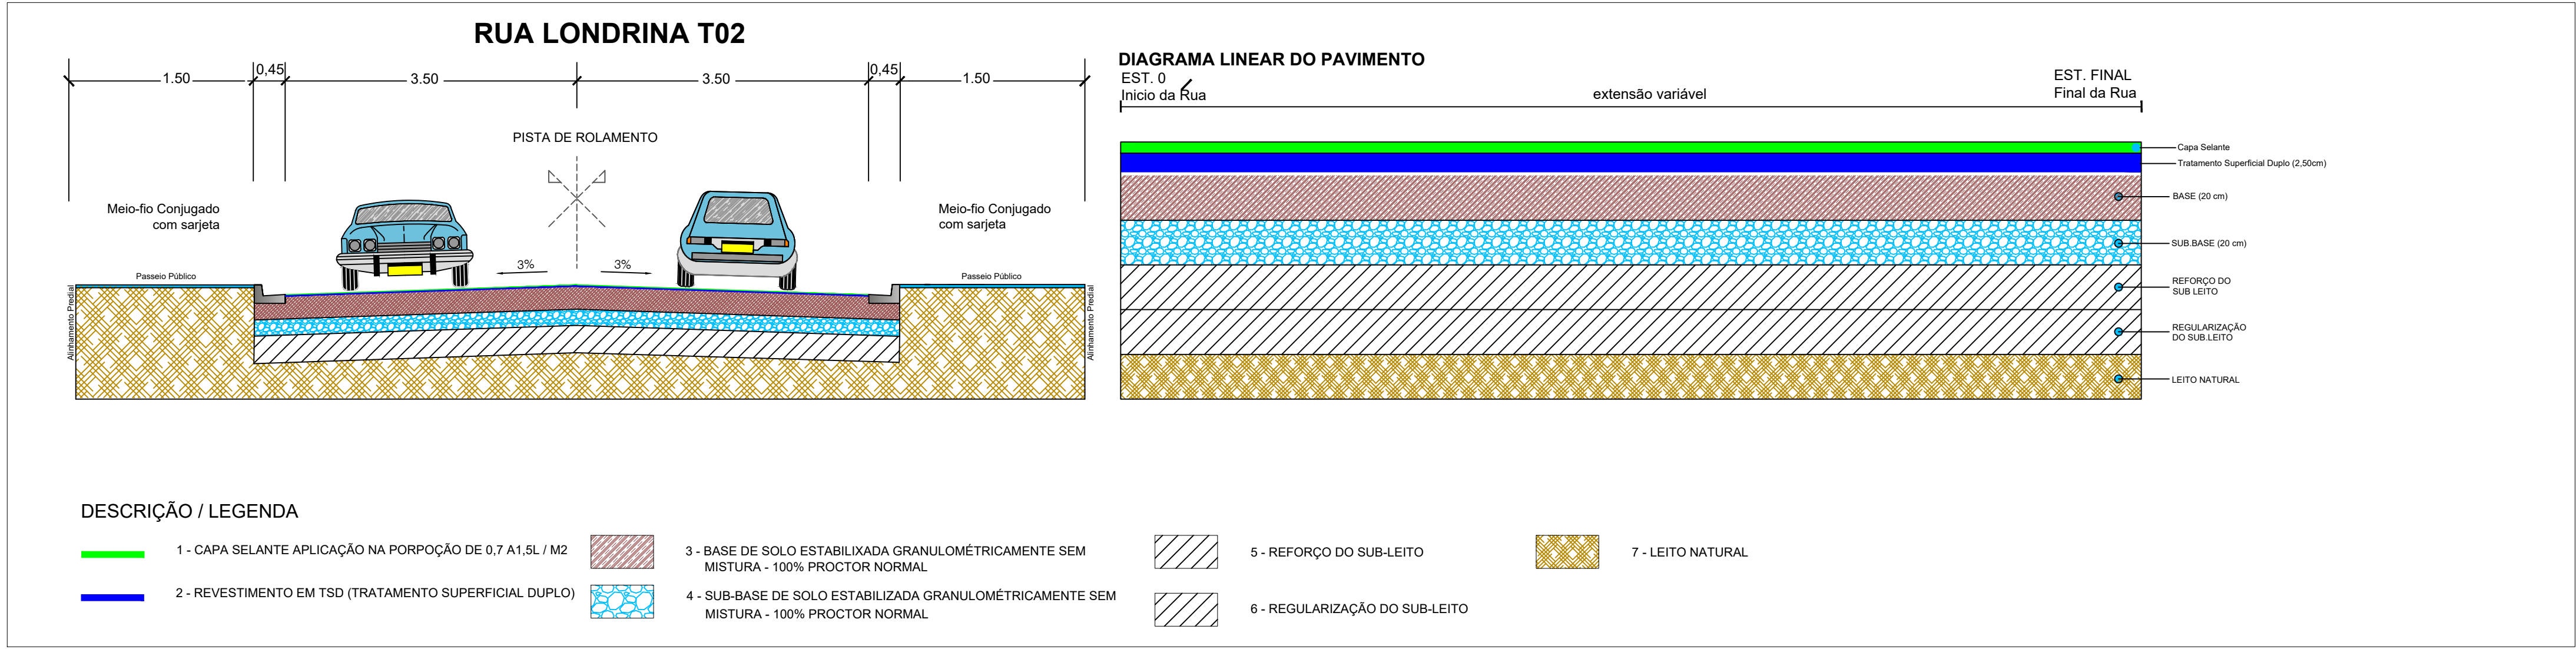 RUA LONDRINA T02
1.50
0,45
3.50
3.50
0,45
1.50
PISTA DE ROLAMENTO
Meio-fio Conjugado
com sarjeta
Meio-fio Conjugado
com sarjeta
3%
3%
Passeio Público
Passeio Público
Alinhamento Predial
Alinhamento Predial
DIAGRAMA LINEAR DO PAVIMENTO
EST. 0
Inicio da Rua
extensão variável
EST. FINAL
Final da Rua
Capa Selante
Tratamento Superficial Duplo (2,50cm)
BASE (20 cm)
SUB.BASE (20 cm)
REFORÇO DO
SUB LEITO
REGULARIZAÇÃO
DO SUB.LEITO
LEITO NATURAL
DESCRIÇÃO / LEGENDA
1 - CAPA SELANTE APLICAÇÃO NA PORPOÇÃO DE 0,7 A1,5L / M2
2 - REVESTIMENTO EM TSD (TRATAMENTO SUPERFICIAL DUPLO)
3 - BASE DE SOLO ESTABILIXADA GRANULOMÉTRICAMENTE SEM
MISTURA - 100% PROCTOR NORMAL
4 - SUB-BASE DE SOLO ESTABILIZADA GRANULOMÉTRICAMENTE SEM
MISTURA - 100% PROCTOR NORMAL
5 - REFORÇO DO SUB-LEITO
6 - REGULARIZAÇÃO DO SUB-LEITO
7 - LEITO NATURAL